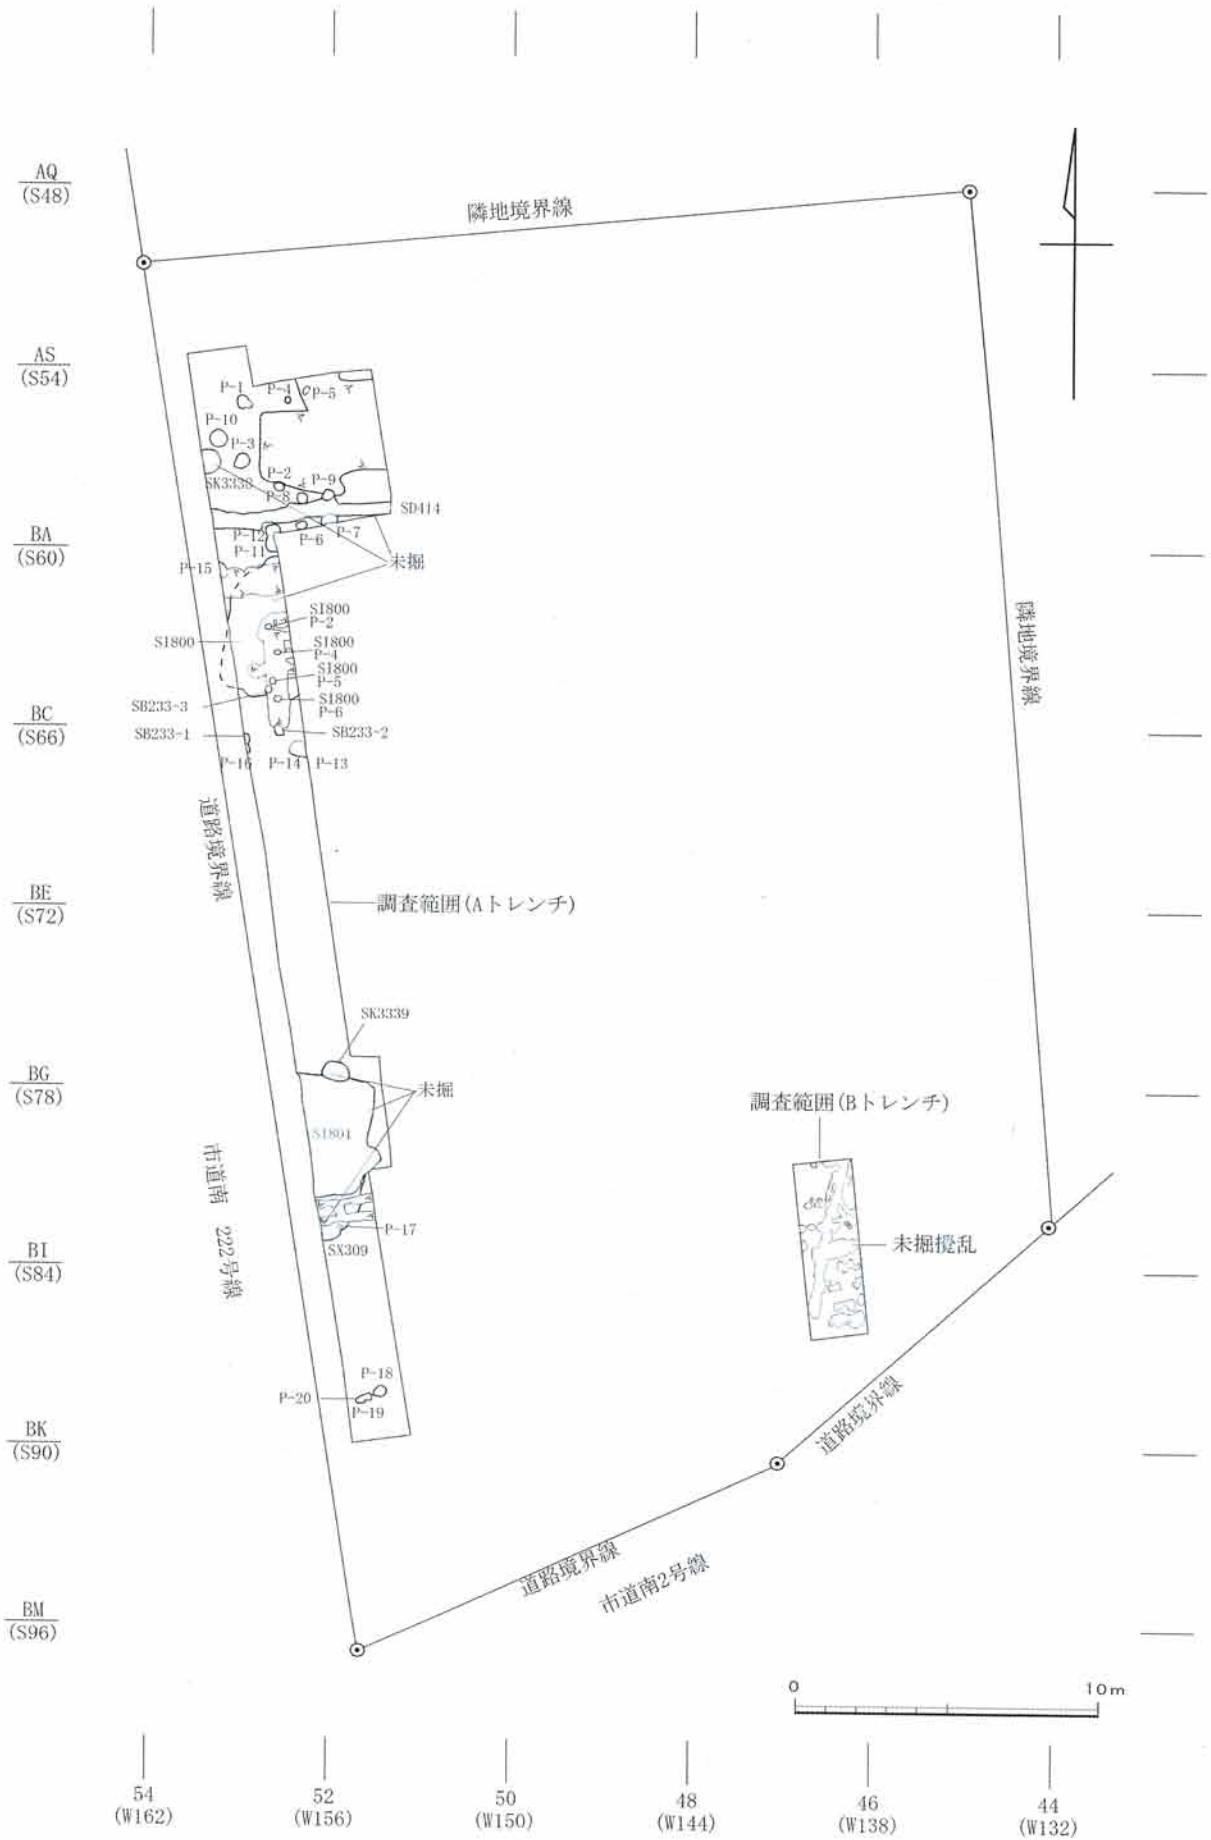 AQ
(S48)
隣地境界線
AS
(S54)
P-1
P-4
P-5
P-10
P-3
P-2
P-9
SK3338
P-8
SD414
BA
(S60)
P-12
P-6
P-7
P-11
未掘
P-15
SI800
P-2
SI800
SI800
P-4
SI800
P-5
SI800
P-6
SB233-3
BC
(S66)
SB233-1
SB233-2
P-16
P-14
P-13
隣地境界線
道路境界線
BE
(S72)
調査範囲(Aトレンチ)
SK3339
BG
(S78)
未掘
調査範囲(Bトレンチ)
SI801
市道南 222号線
P-17
SX309
未掘攪乱
BI
(S84)
P-18
P-20
P-19
道路境界線
BK
(S90)
道路境界線
市道南2号線
BM
(S96)
0 10m
54
(W162)
52
(W156)
50
(W150)
48
(W144)
46
(W138)
44
(W132)